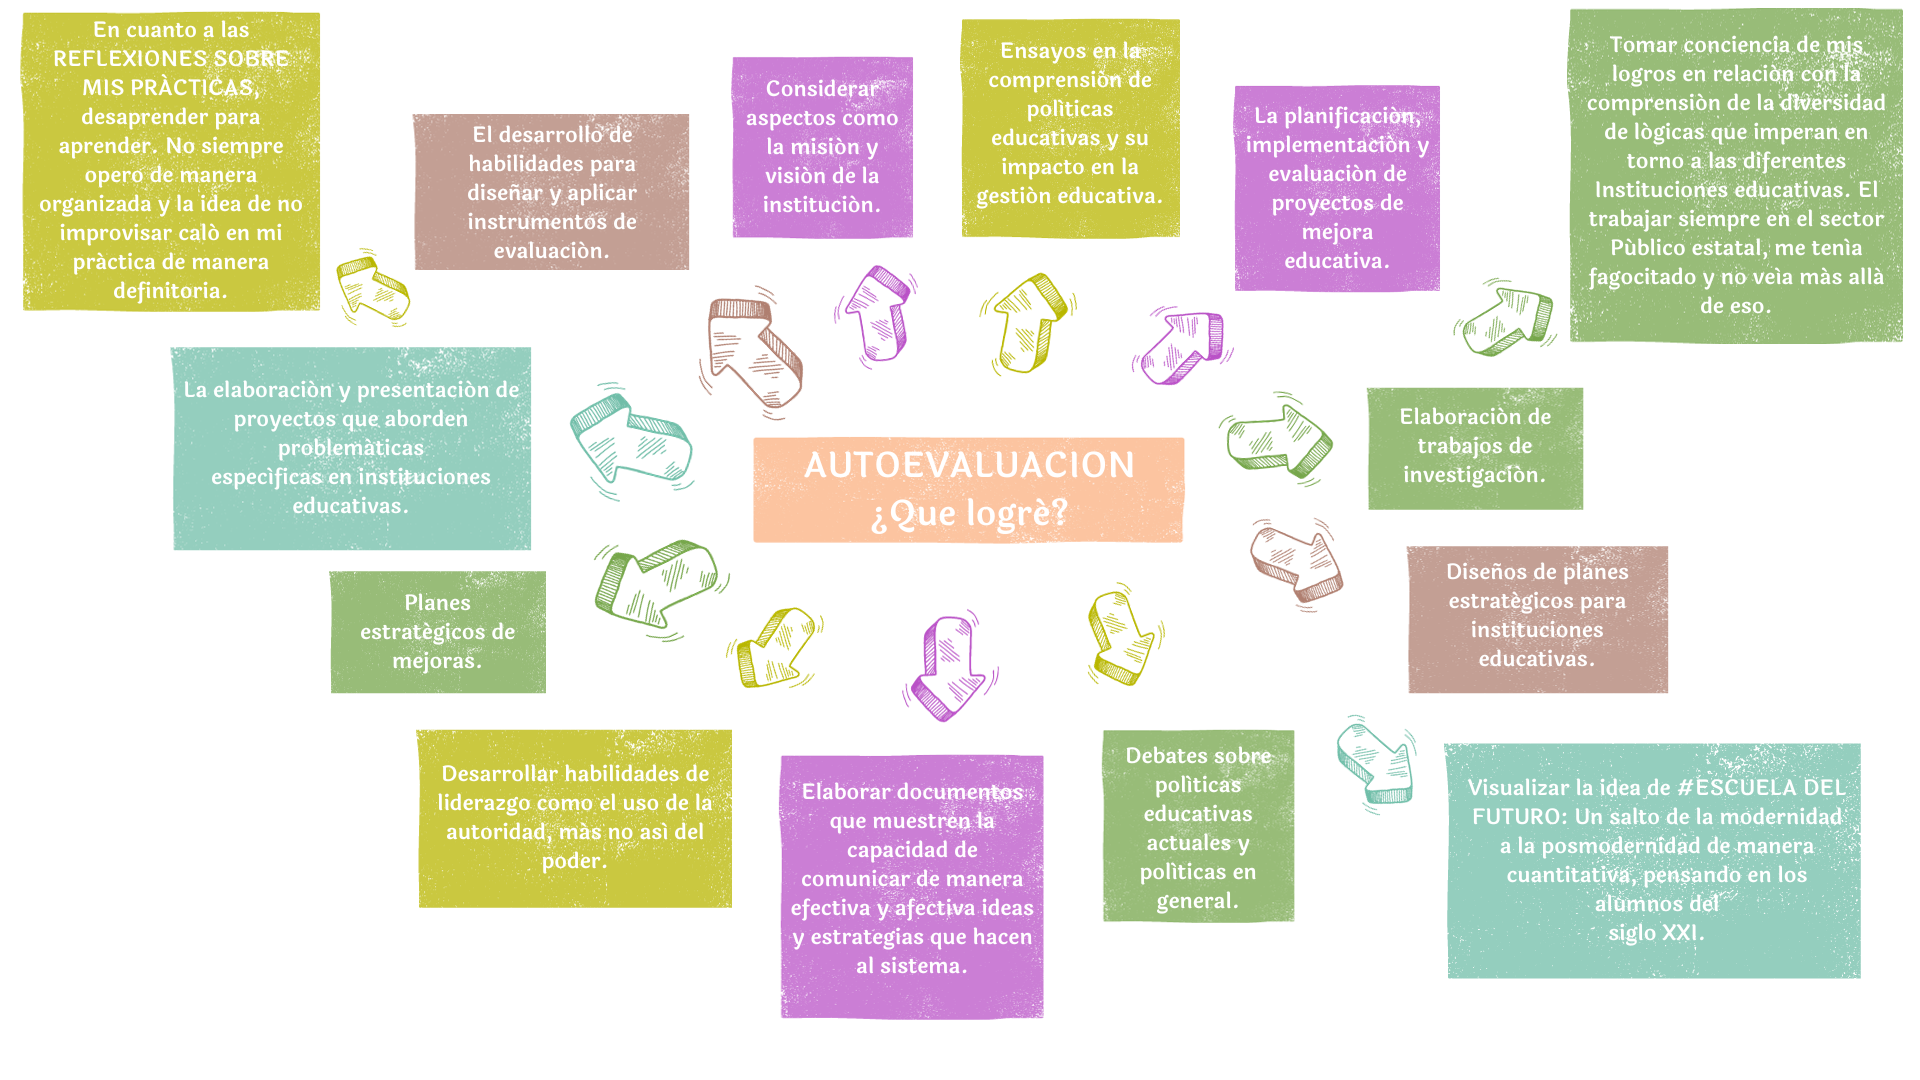 En cuanto a las
REFLEXIONES SOBRE
MIS PRÀCTICAS,
desaprender para
aprender. No siempre
opero de manera
organizada y la idea de no
improvisar calò en mi
pràctica de manera
definitoria.
El desarrollo de
habilidades para
diseñar y aplicar
instrumentos de
evaluaciòn.
Considerar
aspectos como
la misiòn y
visiòn de la
instituciòn.
Ensayos en la
comprensiòn de
polìticas
educativas y su
impacto en la
gestiòn educativa.
La planificaciòn,
implementaciòn y
evaluaciòn de
proyectos de
mejora
educativa.
Tomar conciencia de mis
logros en relaciòn con la
comprensiòn de la diversidad
de lògicas que imperan en
torno a las diferentes
Instituciones educativas. El
trabajar siempre en el sector
Pùblico estatal, me tenìa
fagocitado y no veìa màs allà
de eso.
La elaboraciòn y presentaciòn de
proyectos que aborden
problemàticas
especìficas en instituciones
educativas.
AUTOEVALUACION
¿Que logrè?
Elaboraciòn de
trabajos de
investigaciòn.
Planes
estratègicos de
mejoras.
Diseños de planes
estratègicos para
instituciones
educativas.
Desarrollar habilidades de
liderazgo como el uso de la
autoridad, màs no asì del
poder.
Elaborar documentos
que muestren la
capacidad de
comunicar de manera
efectiva y afectiva ideas
y estrategias que hacen
al sistema.
Debates sobre
polìticas
educativas
actuales y
polìticas en
general.
Visualizar la idea de #ESCUELA DEL
FUTURO: Un salto de la modernidad
a la posmodernidad de manera
cuantitativa, pensando en los
alumnos del
siglo XXI.